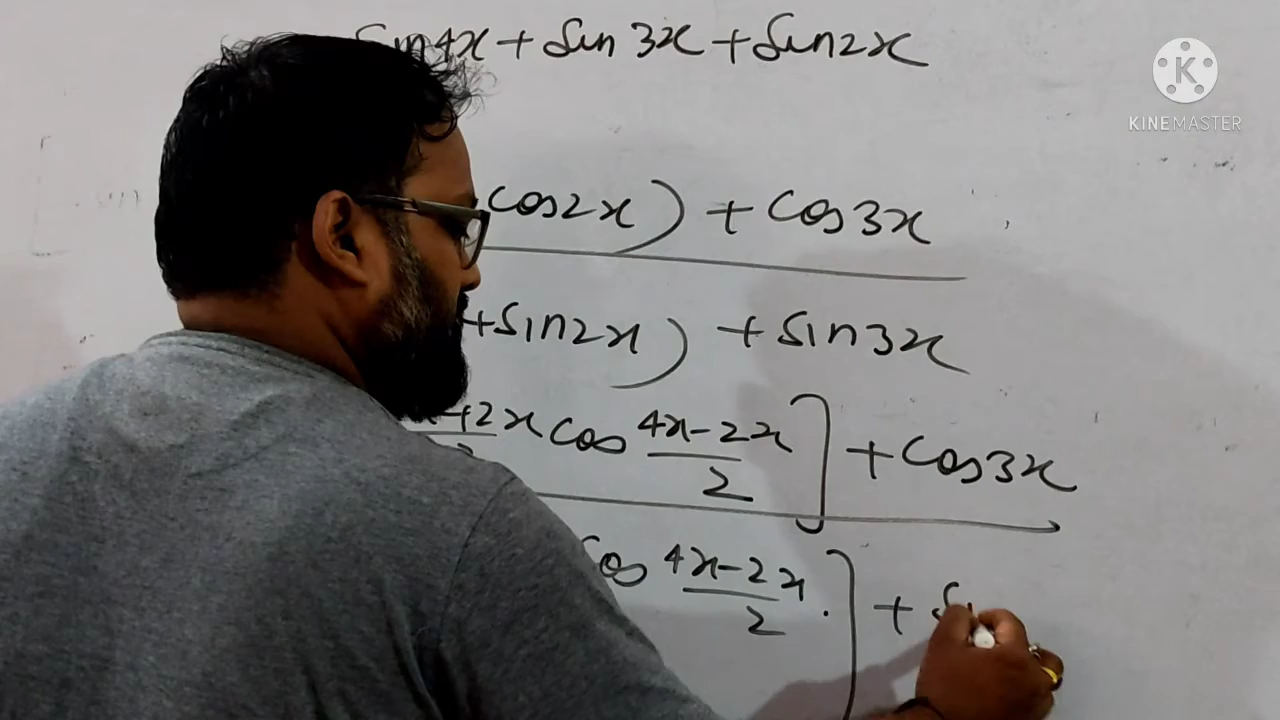 sin4x + sin 3x + sin2x
K
KINEMASTER
cos2x) + cos3x
+sin2x) + sin3x
+2x cos 4x-2x/2] + cos3x
cos 4x-2x/2.] + s